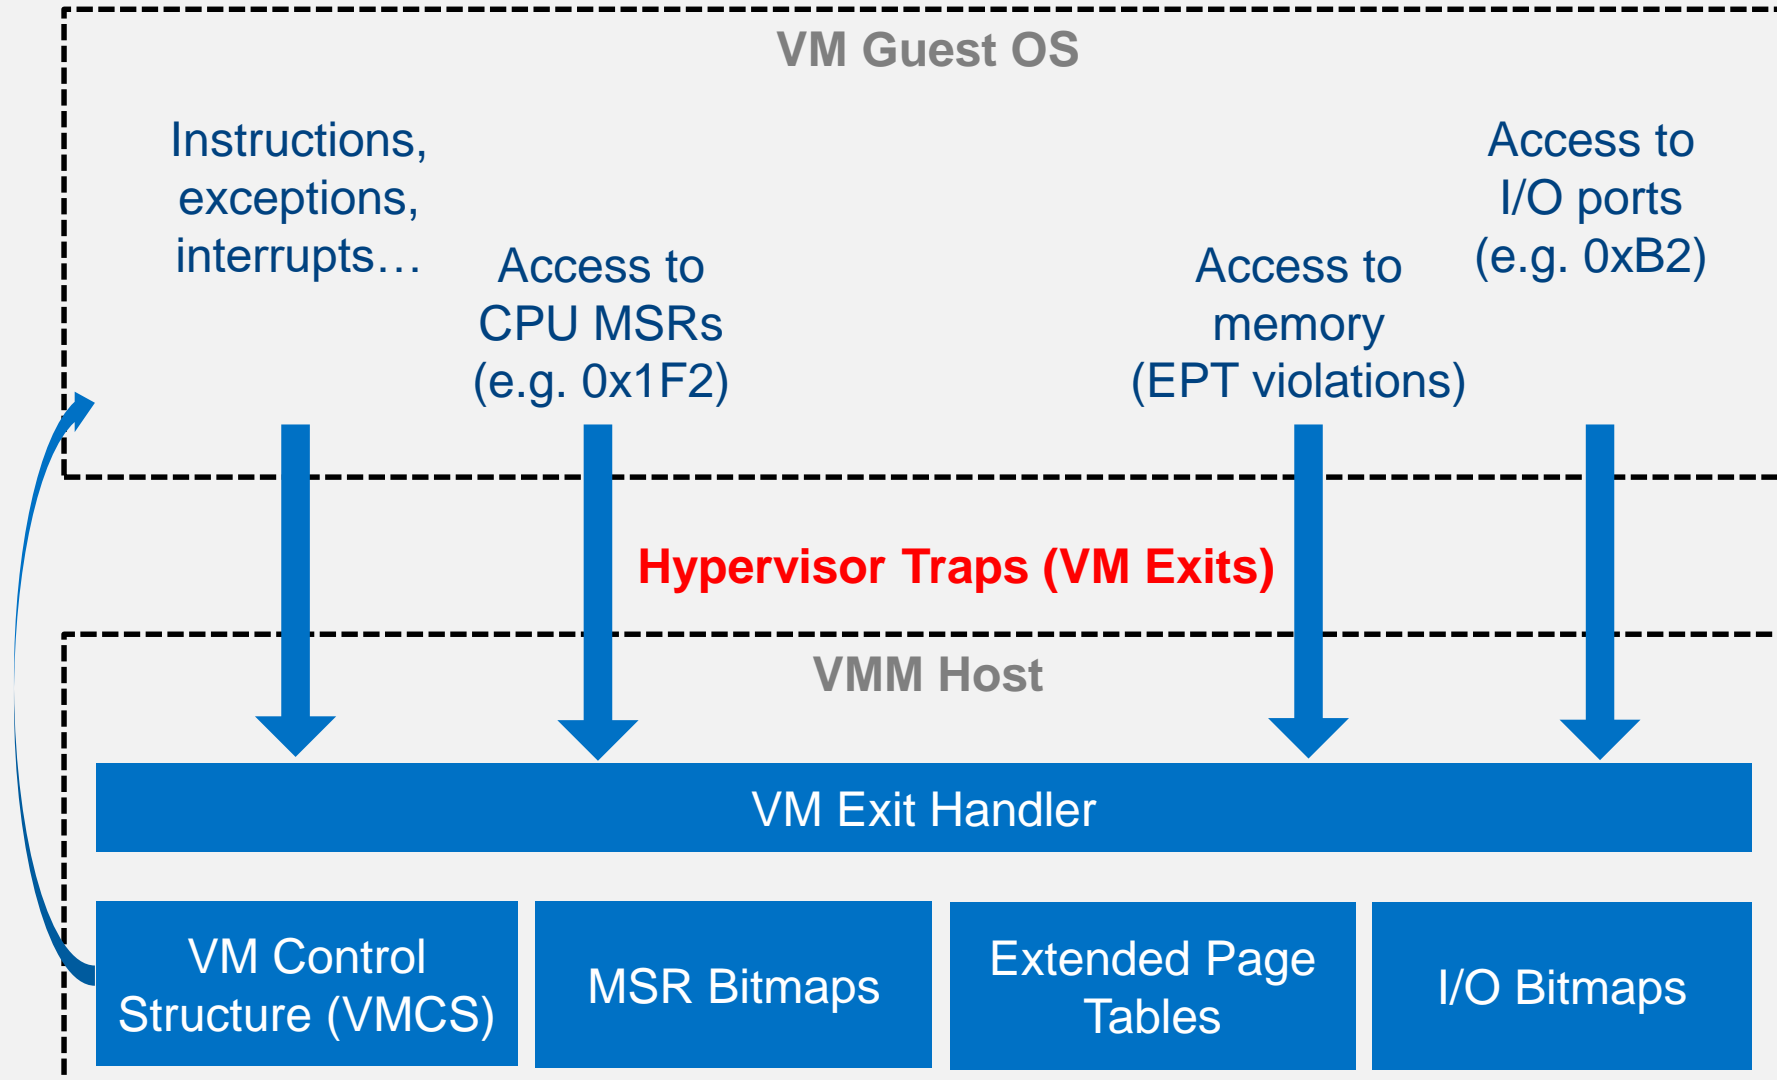 VM Guest OS
Instructions,
exceptions,
interrupts…
Access to
CPU MSRs
(e.g. 0x1F2)
Access to
memory
(EPT violations)
Access to
I/O ports
(e.g. 0xB2)
Hypervisor Traps (VM Exits)
VMM Host
VM Exit Handler
VM Control
Structure (VMCS)
MSR Bitmaps
Extended Page
Tables
I/O Bitmaps